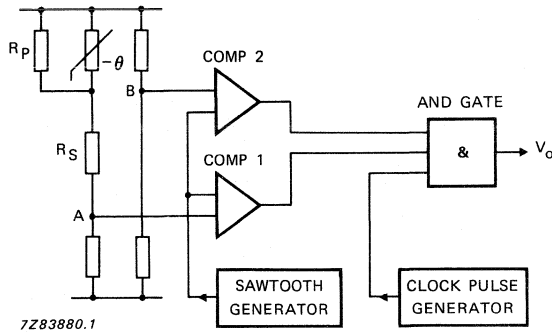 COMP 2
R_P
-θ
B
AND GATE
&
V_o
COMP 1
R_S
A
SAWTOOTH
GENERATOR
CLOCK PULSE
GENERATOR
7Z83880.1